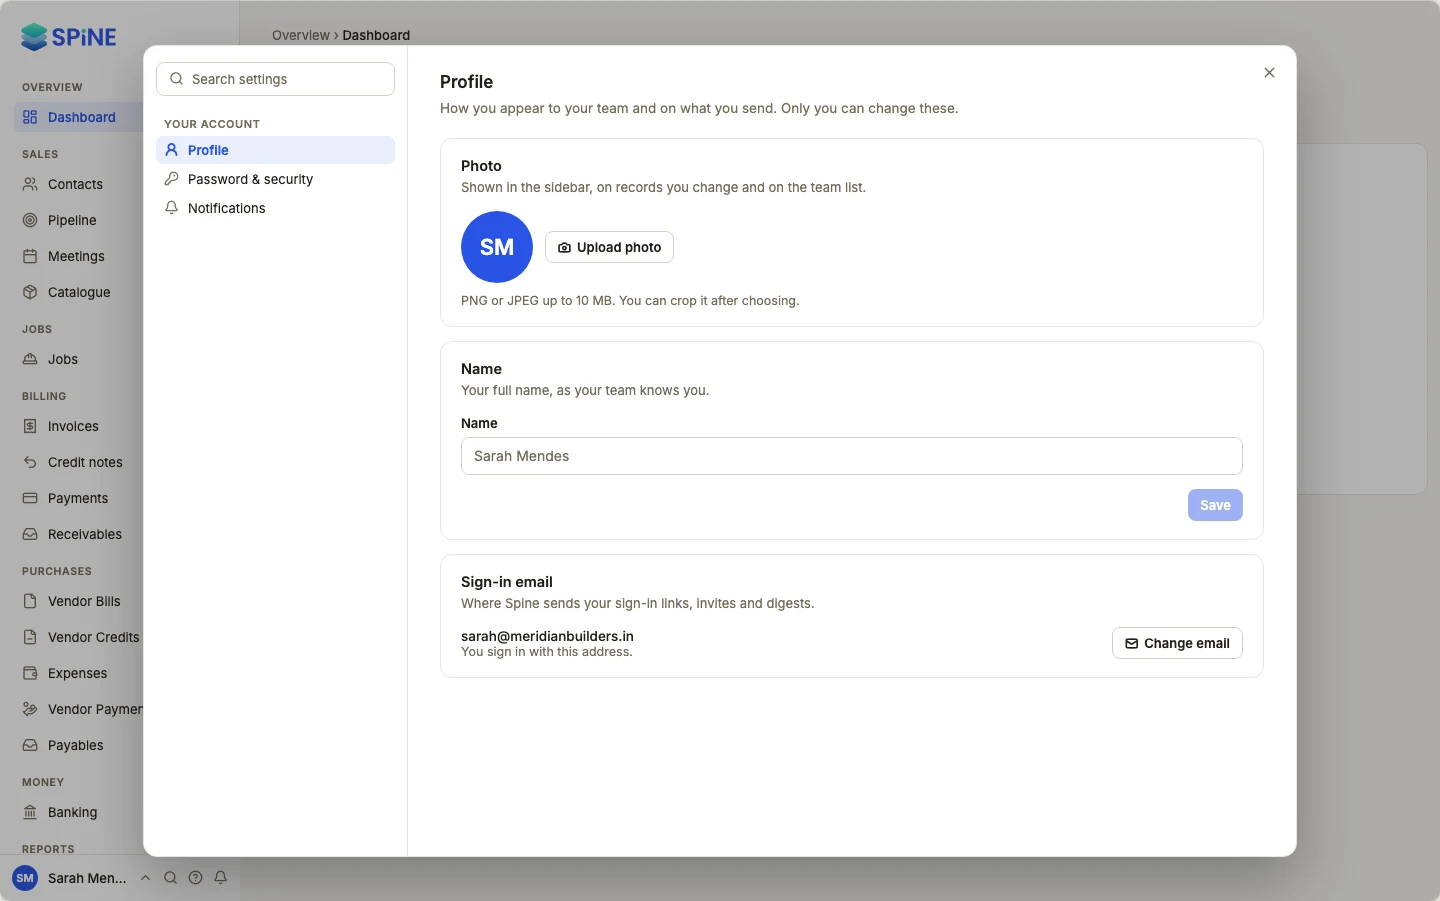 SPiNE
Overview › Dashboard
OVERVIEW
Dashboard
SALES
Contacts
Pipeline
Meetings
Catalogue
JOBS
Jobs
BILLING
Invoices
Credit notes
Payments
Receivables
PURCHASES
Vendor Bills
Vendor Credits
Expenses
Vendor Paymen
Payables
MONEY
Banking
REPORTS
SM Sarah Men...
Search settings
YOUR ACCOUNT
Profile
Password & security
Notifications
Profile
How you appear to your team and on what you send. Only you can change these.
Photo
Shown in the sidebar, on records you change and on the team list.
SM
Upload photo
PNG or JPEG up to 10 MB. You can crop it after choosing.
Name
Your full name, as your team knows you.
Name
Sarah Mendes
Save
Sign-in email
Where Spine sends your sign-in links, invites and digests.
sarah@meridianbuilders.in
You sign in with this address.
Change email